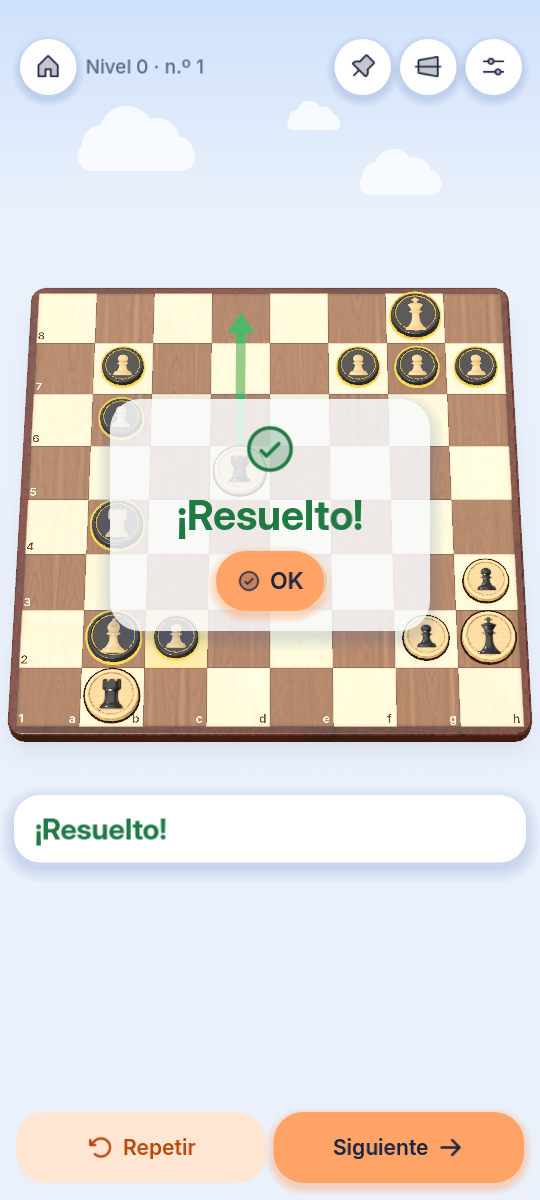 Nivel 0 · n.º 1
8
7
6
5
4
3
2
1 a b c d e f g h
¡Resuelto!
OK
¡Resuelto!
Repetir
Siguiente